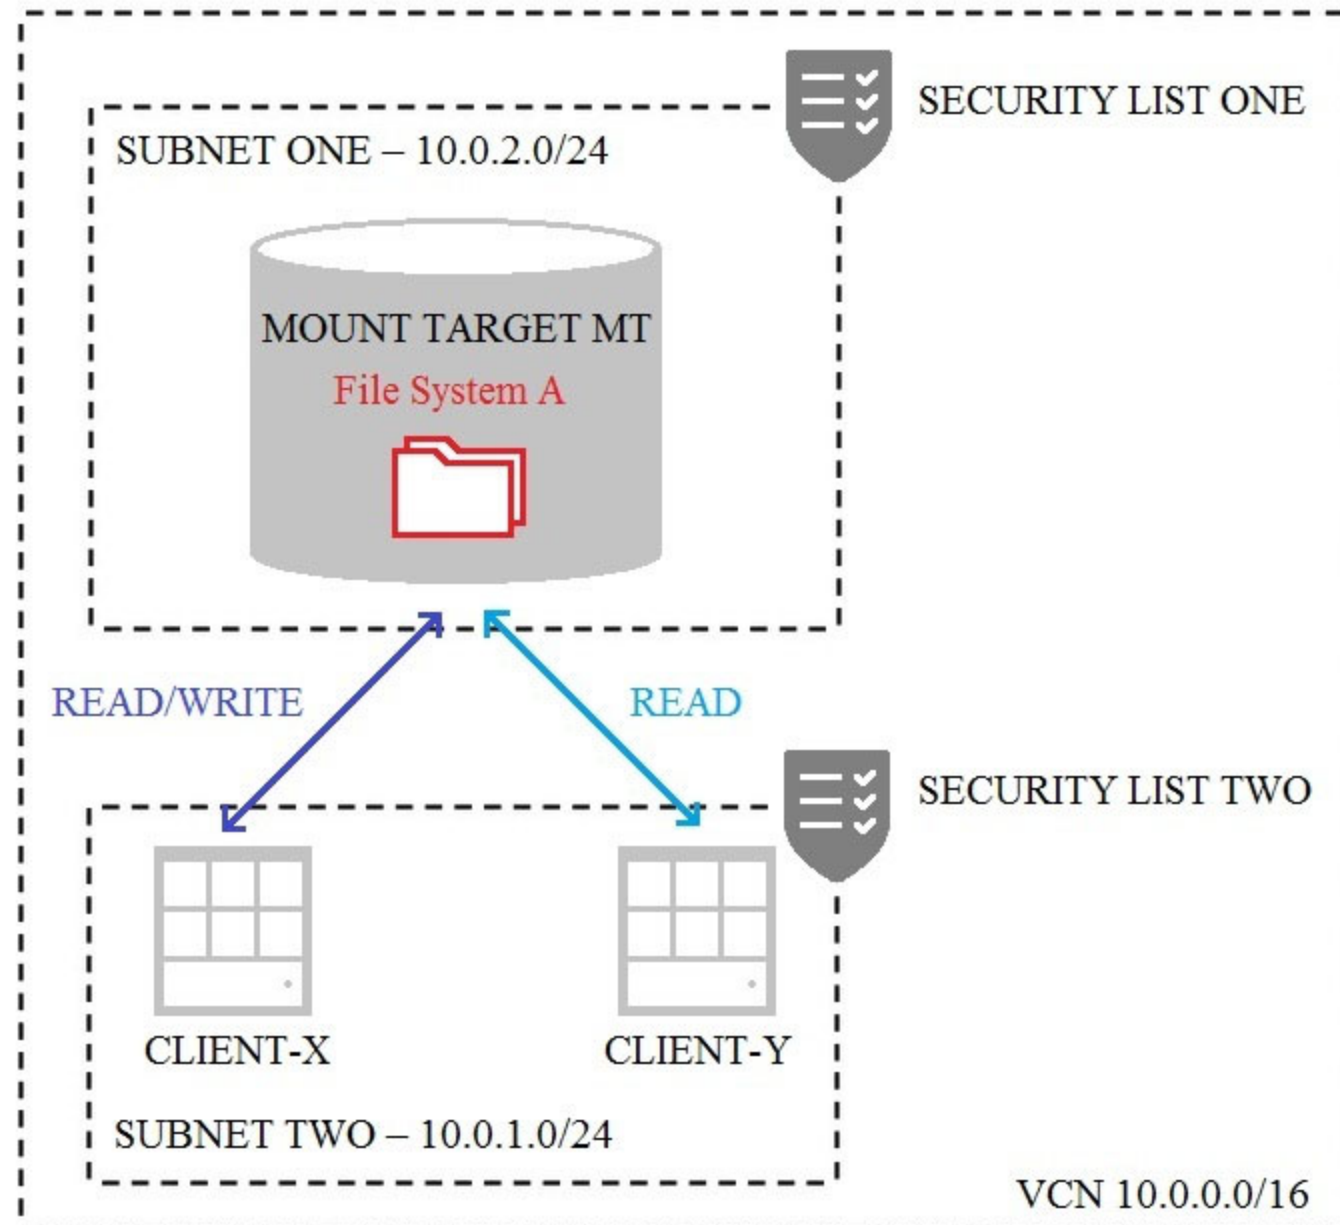 SECURITY LIST ONE
SUBNET ONE – 10.0.2.0/24
MOUNT TARGET MT
File System A
READ/WRITE
READ
SECURITY LIST TWO
CLIENT-X
CLIENT-Y
SUBNET TWO – 10.0.1.0/24
VCN 10.0.0.0/16